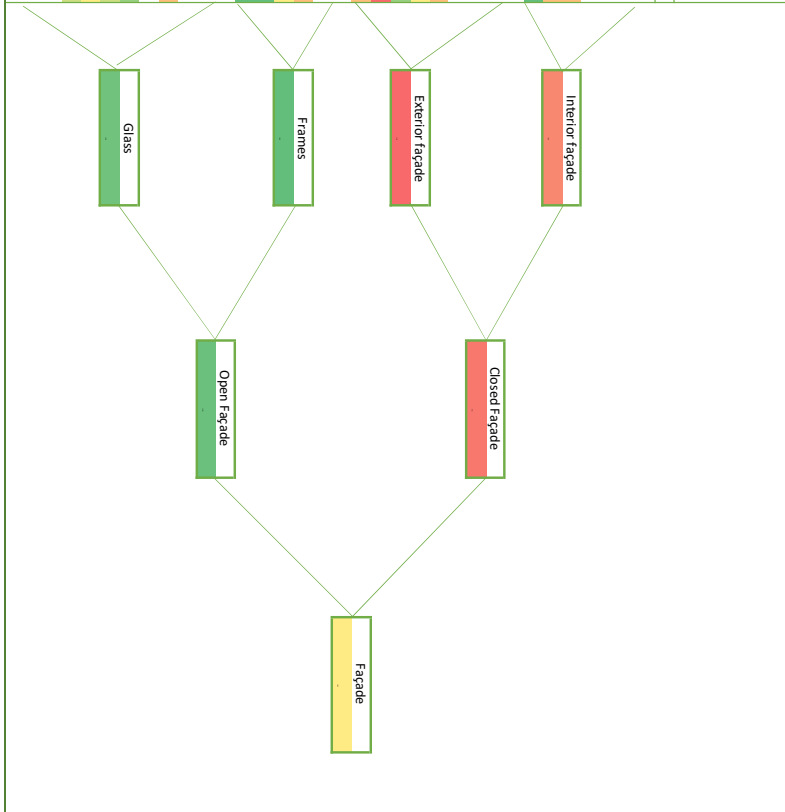 Glass
Frames
Exterior façade
Interior façade
Open Façade
Closed Façade
Façade